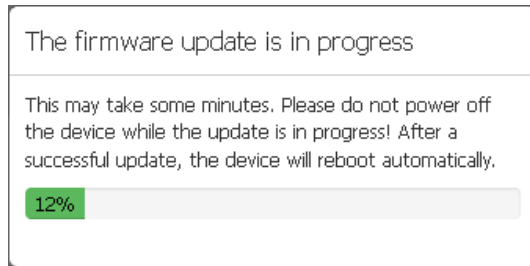 The firmware update is in progress
This may take some minutes. Please do not power off
the device while the update is in progress! After a
successful update, the device will reboot automatically.
12%